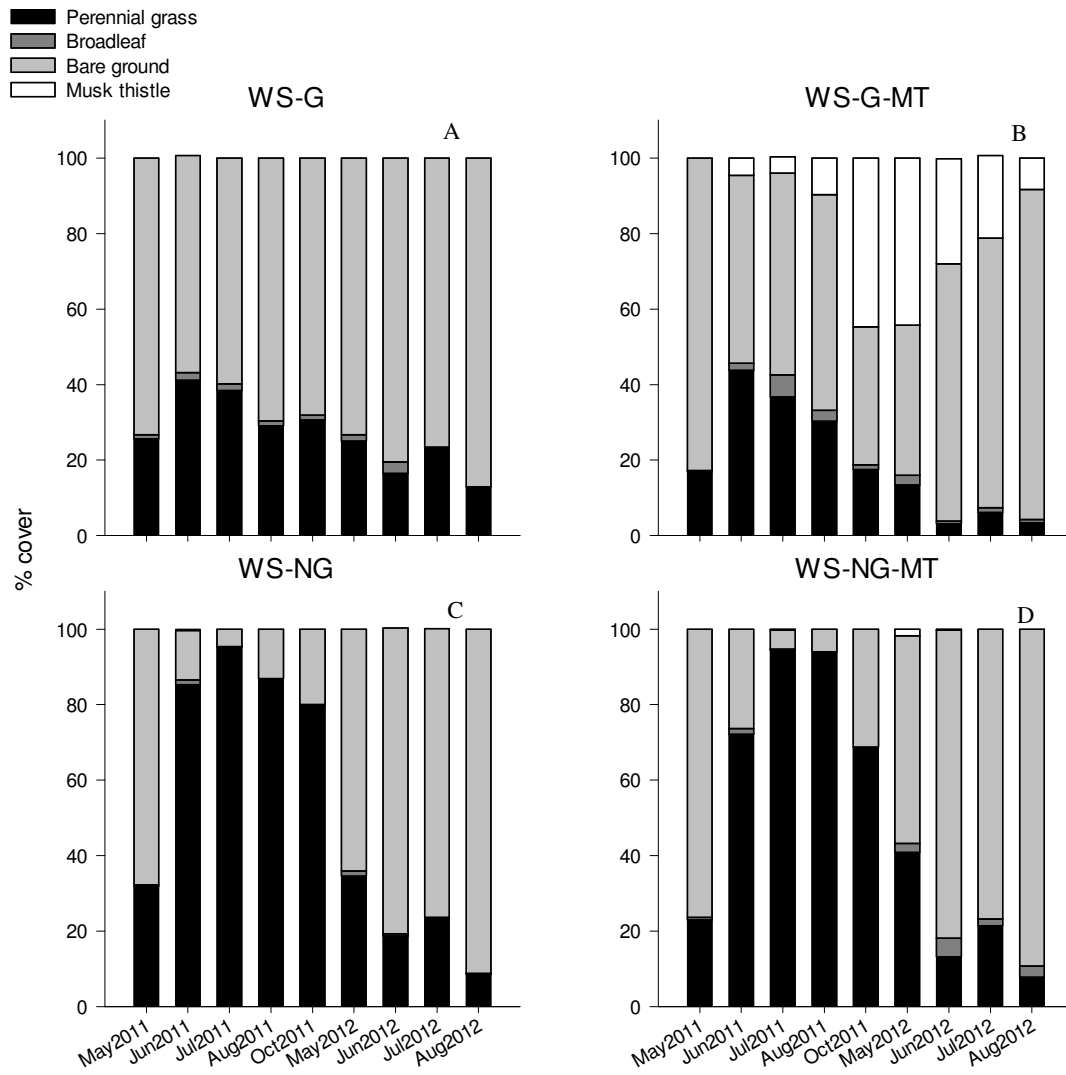 Perennial grass
Broadleaf
Bare ground
Musk thistle
WS-G
A
100
80
60
40
20
0
WS-G-MT
B
100
80
60
40
20
0
% cover
WS-NG
C
100
80
60
40
20
0
May2011
Jun2011
Jul2011
Aug2011
Oct2011
May2012
Jun2012
Jul2012
Aug2012
WS-NG-MT
D
100
80
60
40
20
0
May2011
Jun2011
Jul2011
Aug2011
Oct2011
May2012
Jun2012
Jul2012
Aug2012